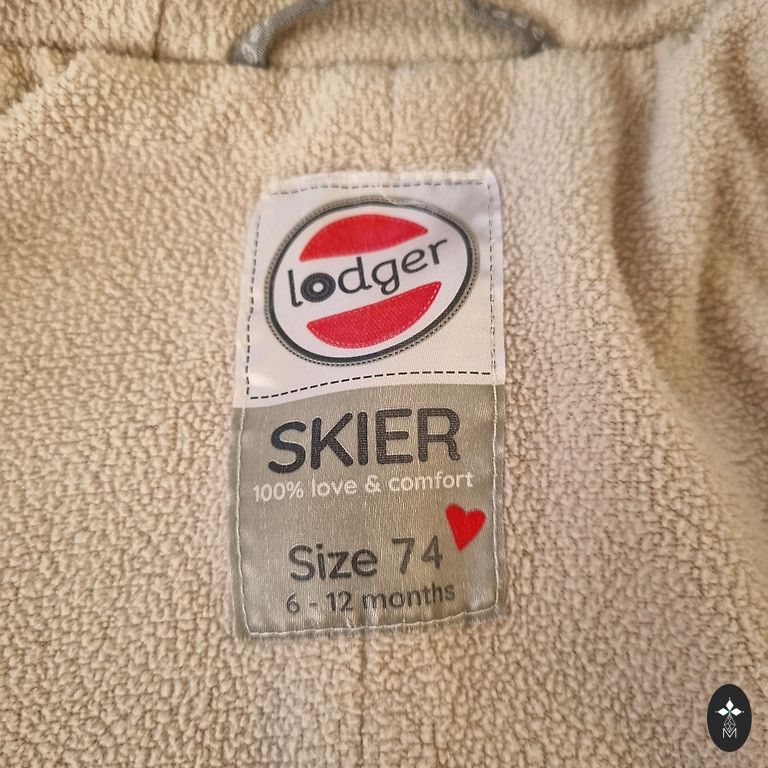 lodger
SKIER
100% love & comfort
Size 74
6 - 12 months
M